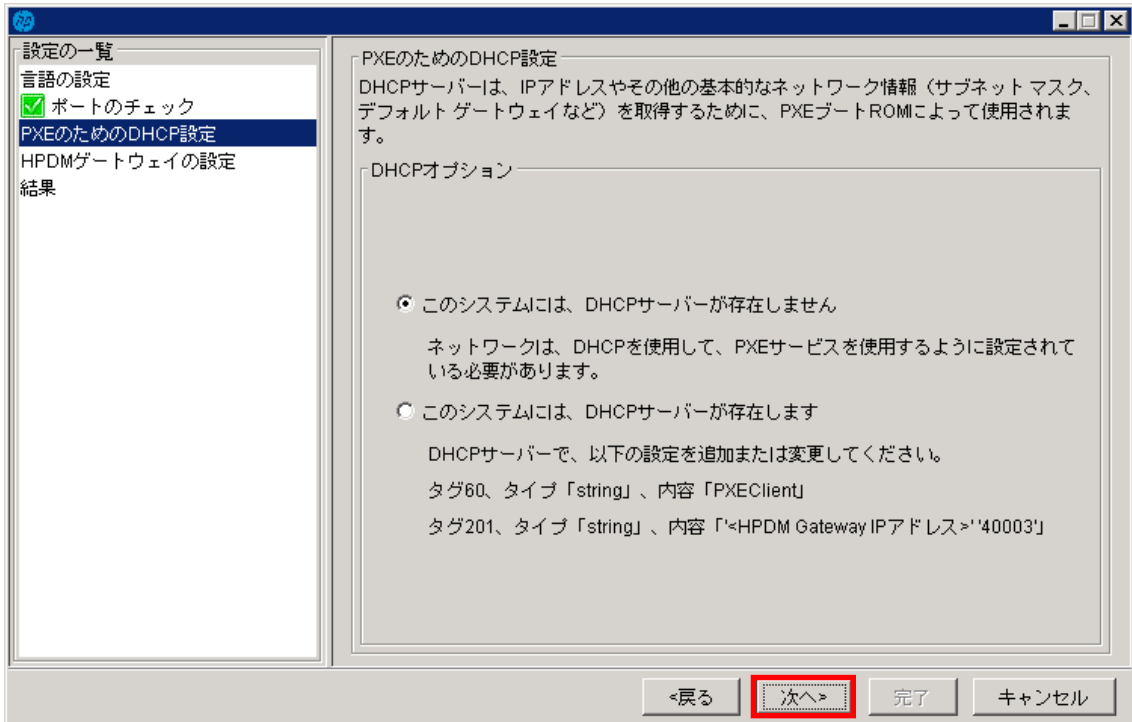 hp
設定の一覧
言語の設定
ポートのチェック
PXEのためのDHCP設定
HPDMゲートウェイの設定
結果
PXEのためのDHCP設定
DHCPサーバーは、IPアドレスやその他の基本的なネットワーク情報（サブネット マスク、
デフォルト ゲートウェイなど）を取得するために、PXEブートROMによって使用されま
す。
DHCPオプション
このシステムには、DHCPサーバーが存在しません
ネットワークは、DHCPを使用して、PXEサービスを使用するように設定されて
いる必要があります。
このシステムには、DHCPサーバーが存在します
DHCPサーバーで、以下の設定を追加または変更してください。
タグ60、タイプ「string」、内容「PXEClient」
タグ201、タイプ「string」、内容「'<HPDM Gateway IPアドレス>' '40003'」
<戻る
次へ>
完了
キャンセル